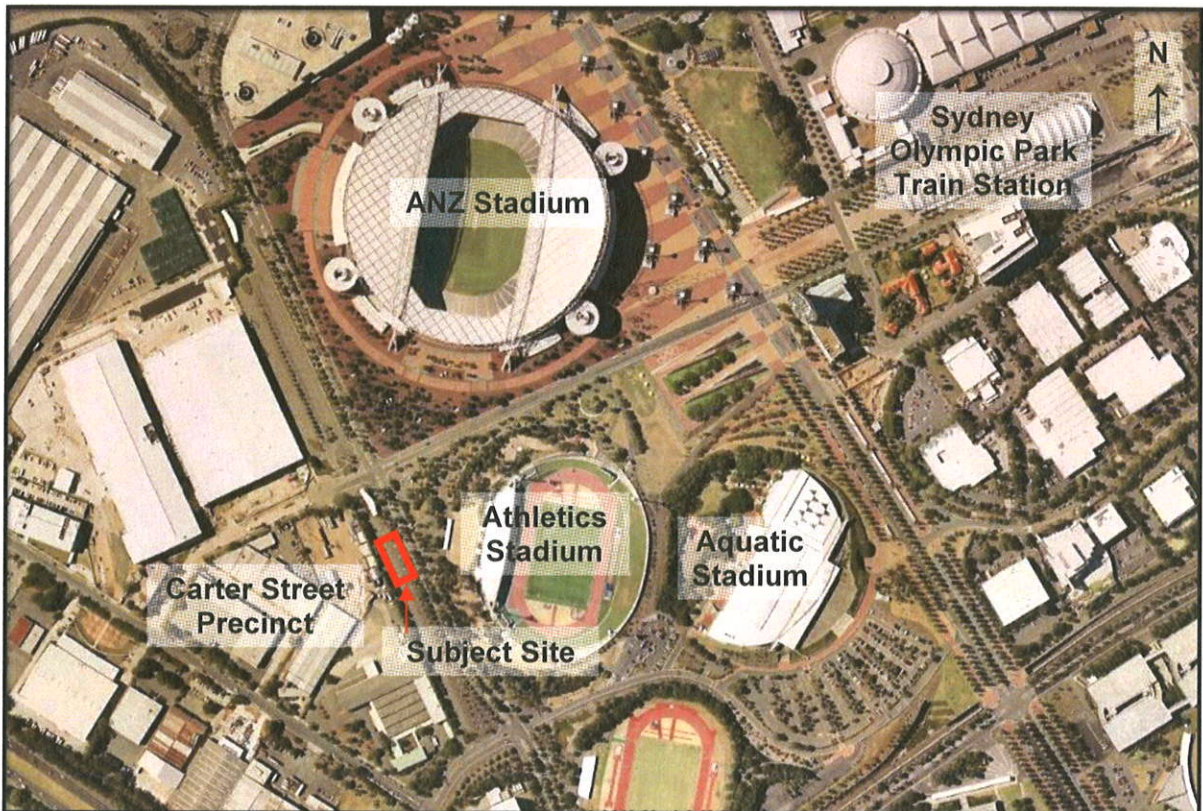 N
Sydney
Olympic Park
Train Station
ANZ Stadium
Athletics
Stadium
Aquatic
Stadium
Carter Street
Precinct
Subject Site